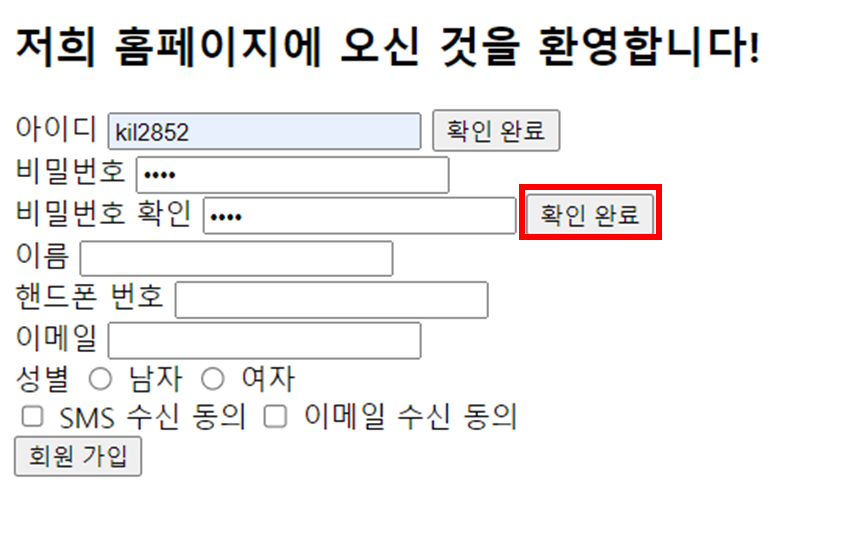 저희 홈페이지에 오신 것을 환영합니다!
아이디 kil2852 확인 완료
비밀번호 ••••
비밀번호 확인 •••• 확인 완료
이름
핸드폰 번호
이메일
성별 남자 여자
SMS 수신 동의 이메일 수신 동의
회원 가입